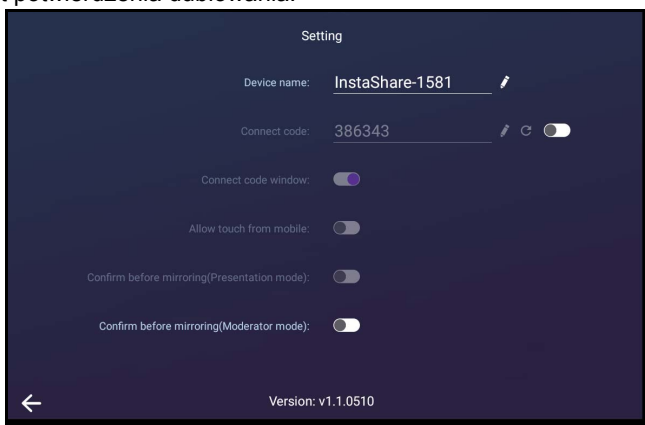 potwierdzenia dublowania.
Setting
Device name: InstaShare-1581
Connect code: 386343
Connect code window:
Allow touch from mobile:
Confirm before mirroring(Presentation mode):
Confirm before mirroring(Moderator mode):
Version: v1.1.0510